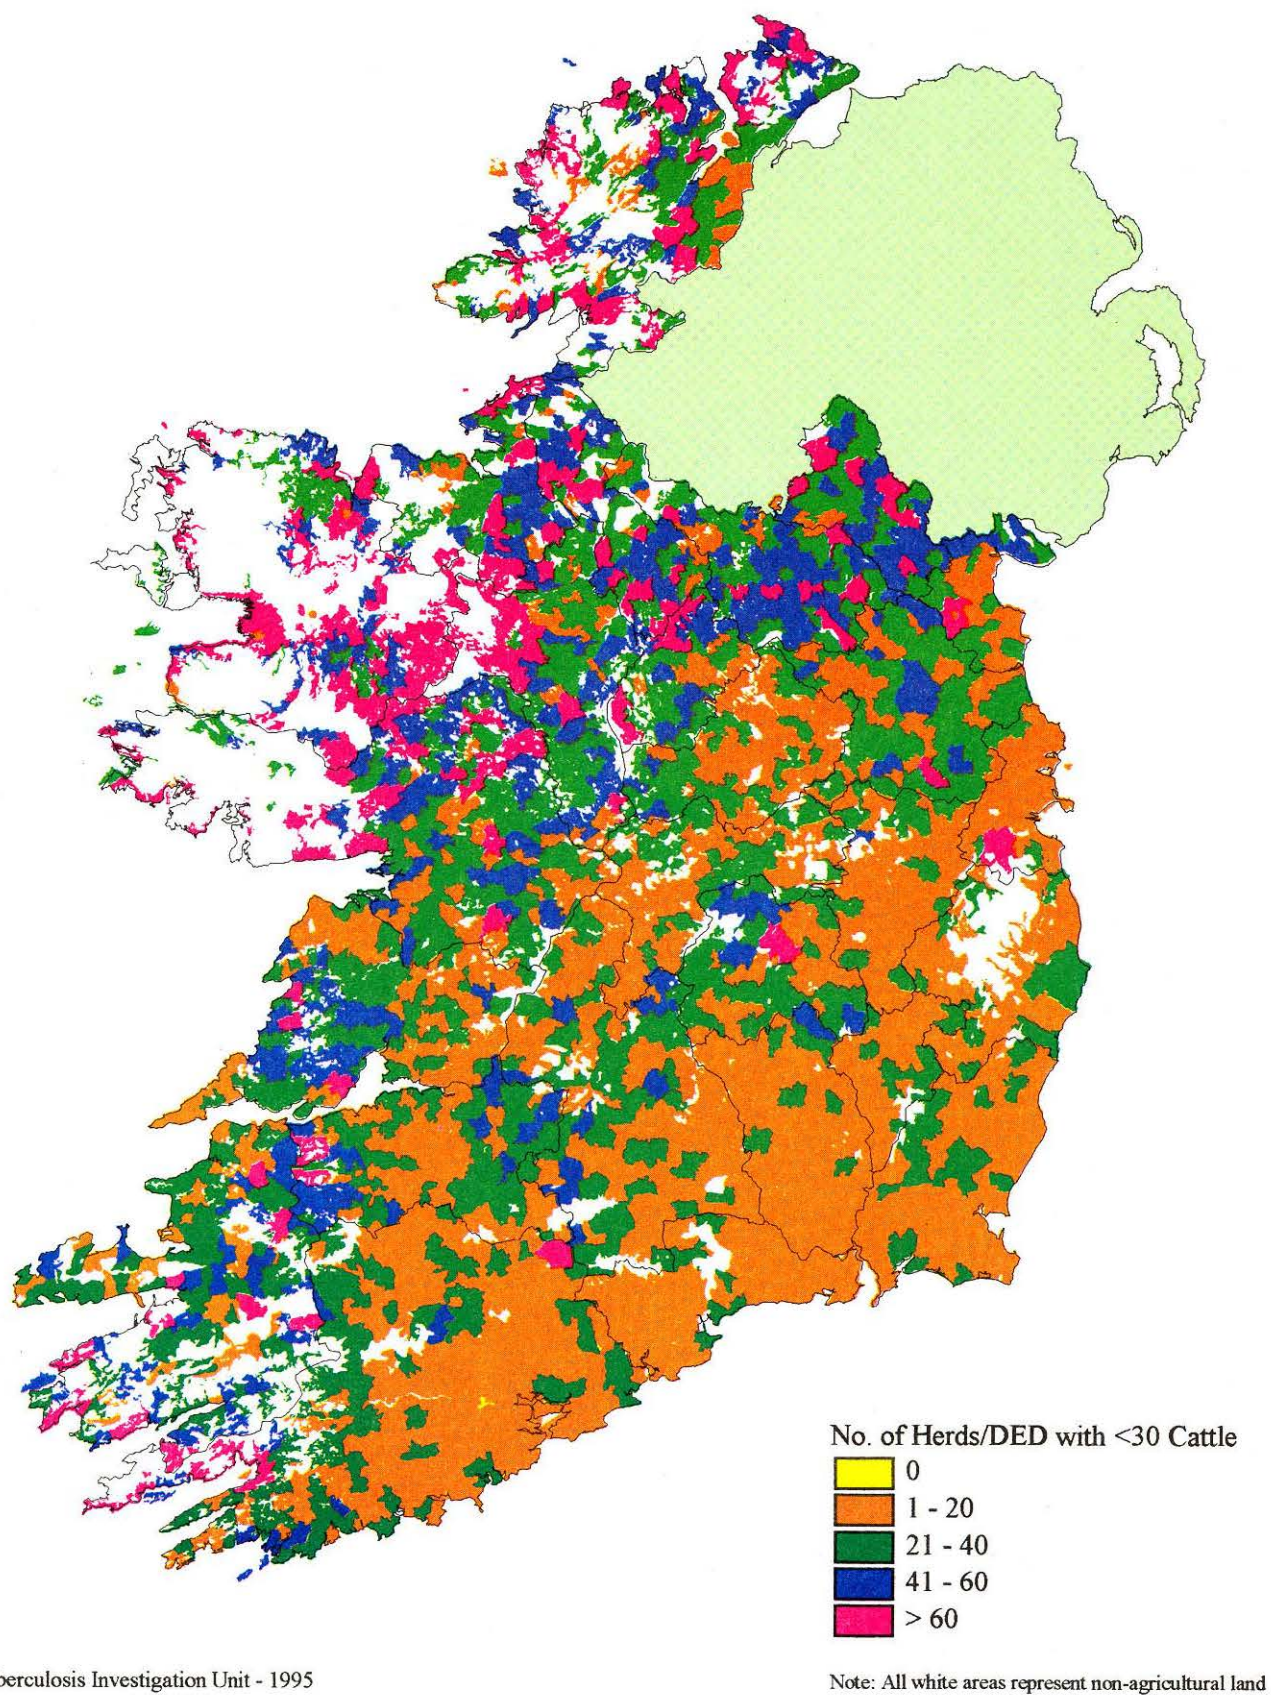 No. of Herds/DED with <30 Cattle
0
1 - 20
21 - 40
41 - 60
> 60
Investigation Unit - 1995
Note: All white areas represent non-agricultural land